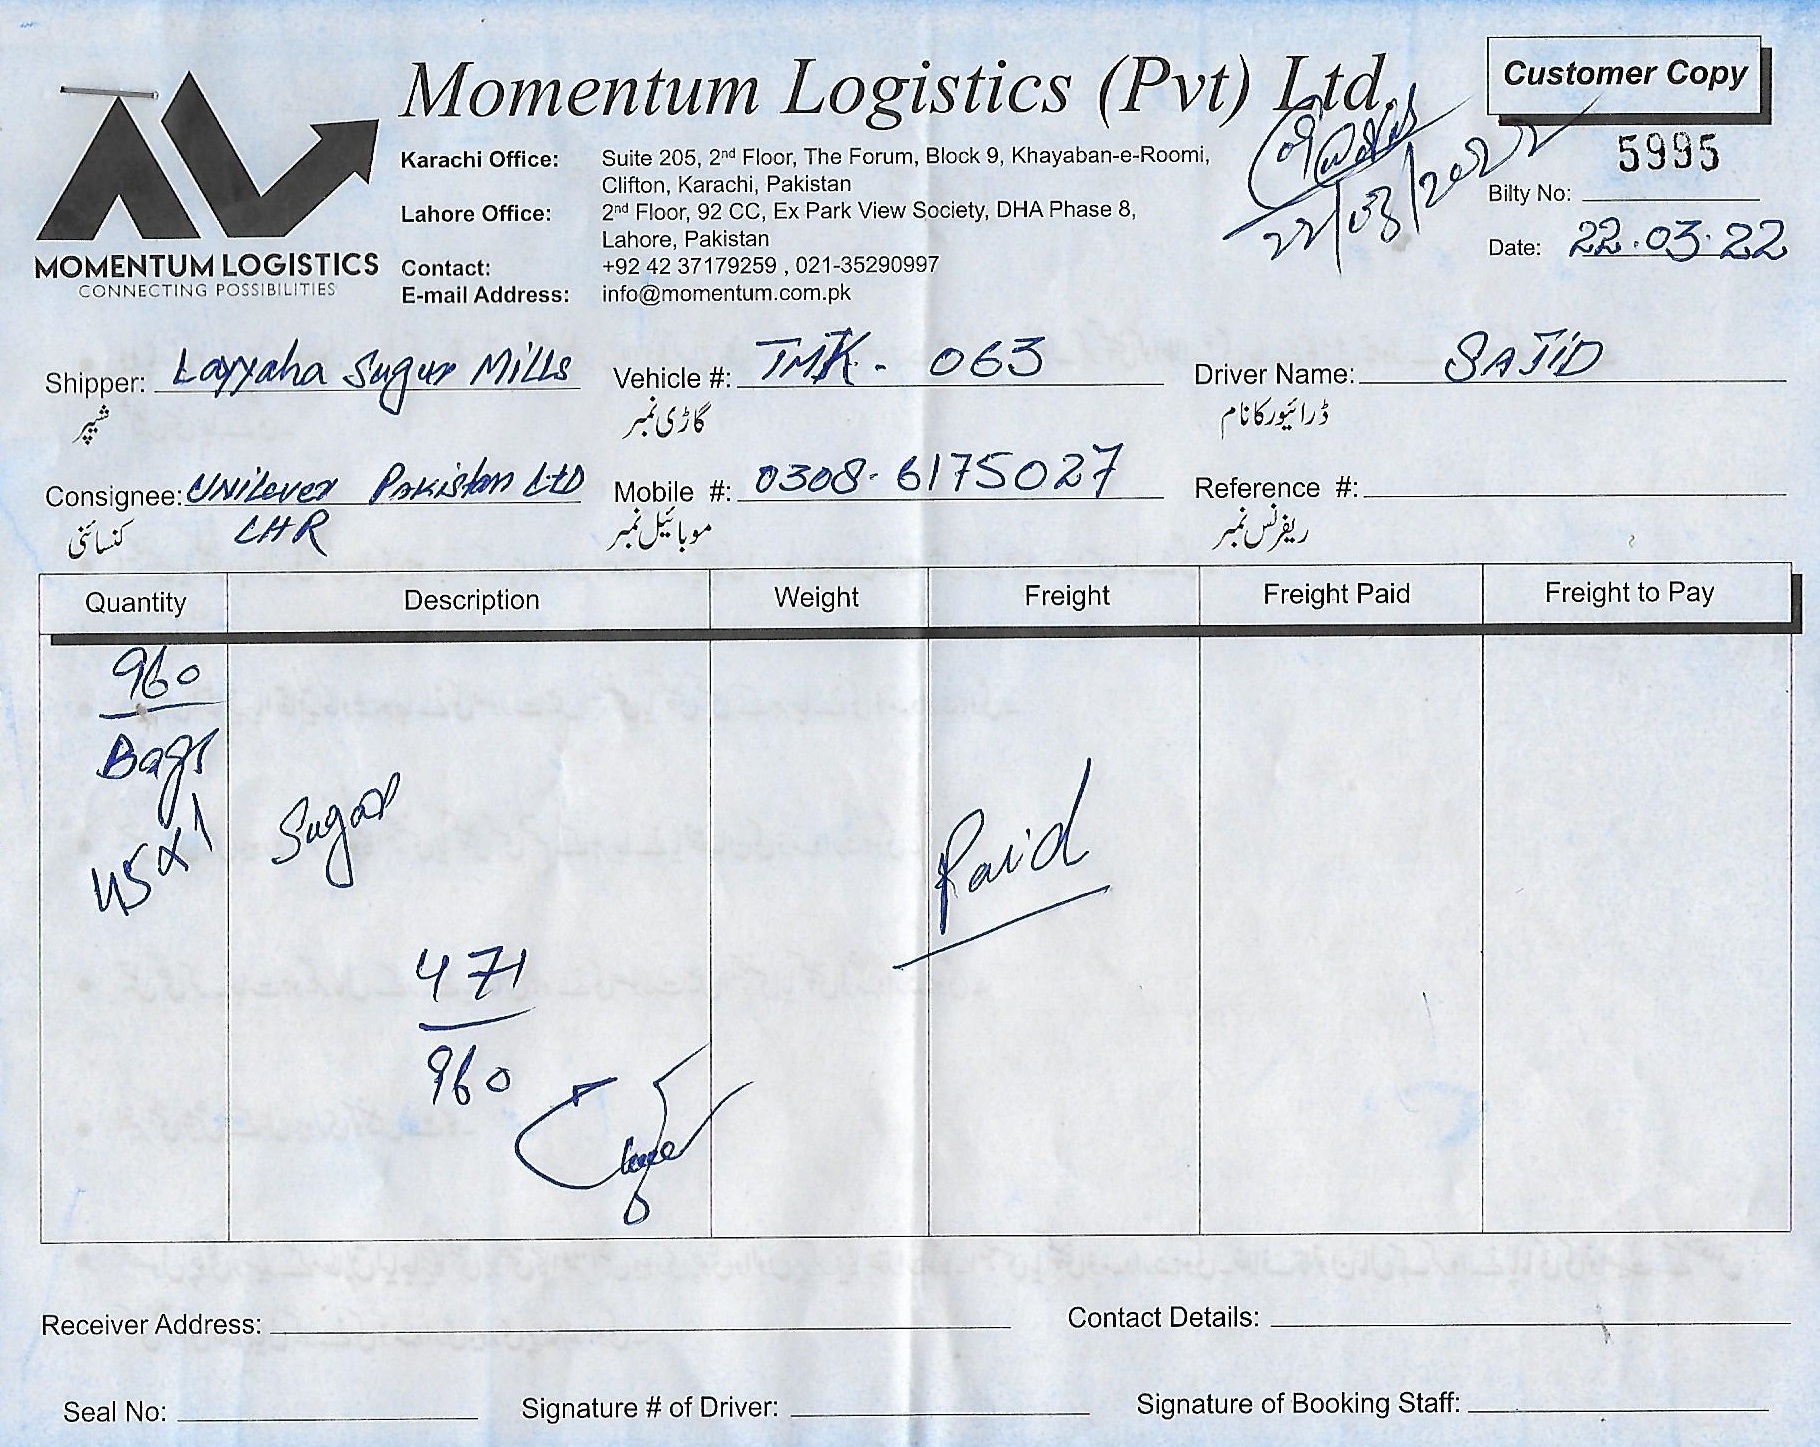 Momentum Logistics (Pvt) Ltd.
Customer Copy
MOMENTUM LOGISTICS
CONNECTING POSSIBILITIES
Karachi Office: Suite 205, 2nd Floor, The Forum, Block 9, Khayaban-e-Roomi,
Clifton, Karachi, Pakistan
Lahore Office: 2nd Floor, 92 CC, Ex Park View Society, DHA Phase 8,
Lahore, Pakistan
Contact: +92 42 37179259 , 021-35290997
E-mail Address: info@momentum.com.pk
22/03/2022
5995
Bilty No:
Date: 22.03.22
Shipper: Layyaha Sugar Mills Vehicle #: TMK - 063 Driver Name: SAJID
شیپر گاڑی نمبر ڈرائیور کا نام
Consignee: Unilever Pakistan Ltd Mobile #: 0308-6175027 Reference #:
LHR
کنسائنی موبائیل نمبر ریفرنس نمبر
Quantity Description Weight Freight Freight Paid Freight to Pay
960
Bags
45x1
Sugar
Paid
471
960
Receiver Address: Contact Details:
Seal No: Signature # of Driver: Signature of Booking Staff: